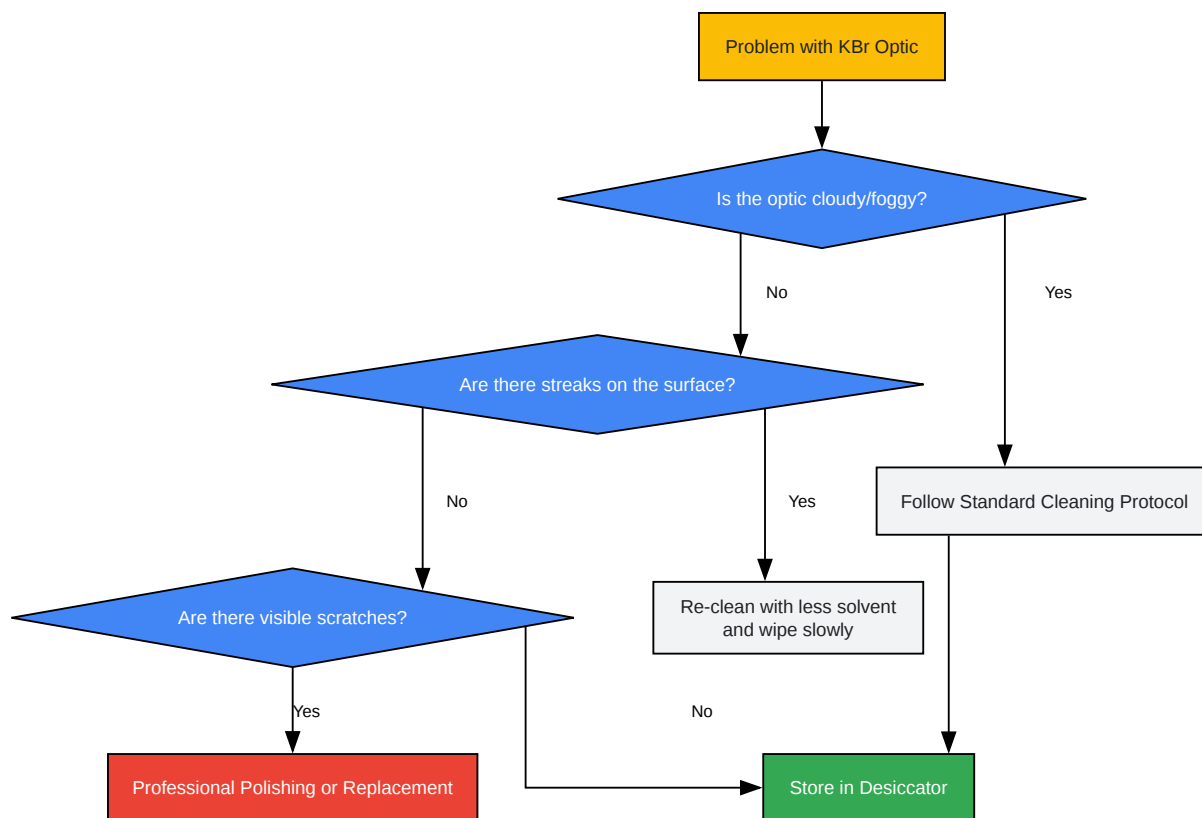 Problem with KBr Optic
Is the optic cloudy/foggy?
No
Yes
Are there streaks on the surface?
No
Yes
Follow Standard Cleaning Protocol
Re-clean with less solvent
and wipe slowly
Are there visible scratches?
Yes
No
Professional Polishing or Replacement
Store in Desiccator